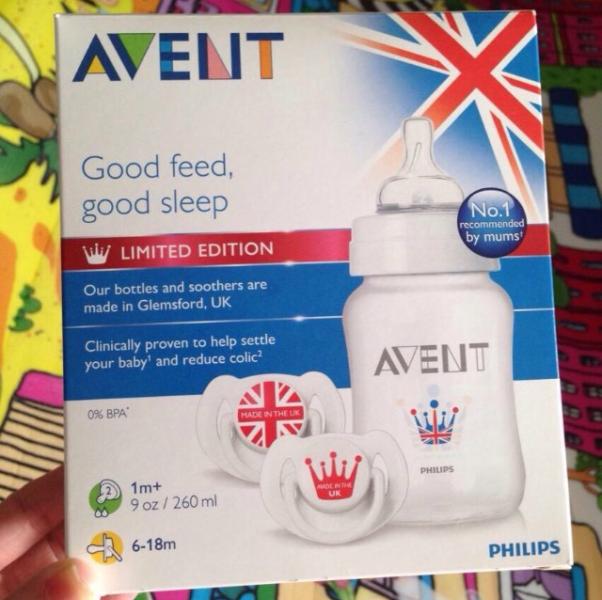 AVENT
Good feed,
good sleep
No.1
recommended
by mums†
LIMITED EDITION
Our bottles and soothers are
made in Glemsford, UK
Clinically proven to help settle
your baby¹ and reduce colic²
AVENT
0% BPA*
MADE IN THE UK
PHILIPS
MADE IN THE
UK
2
1m+
9 oz / 260 ml
6-18m
PHILIPS